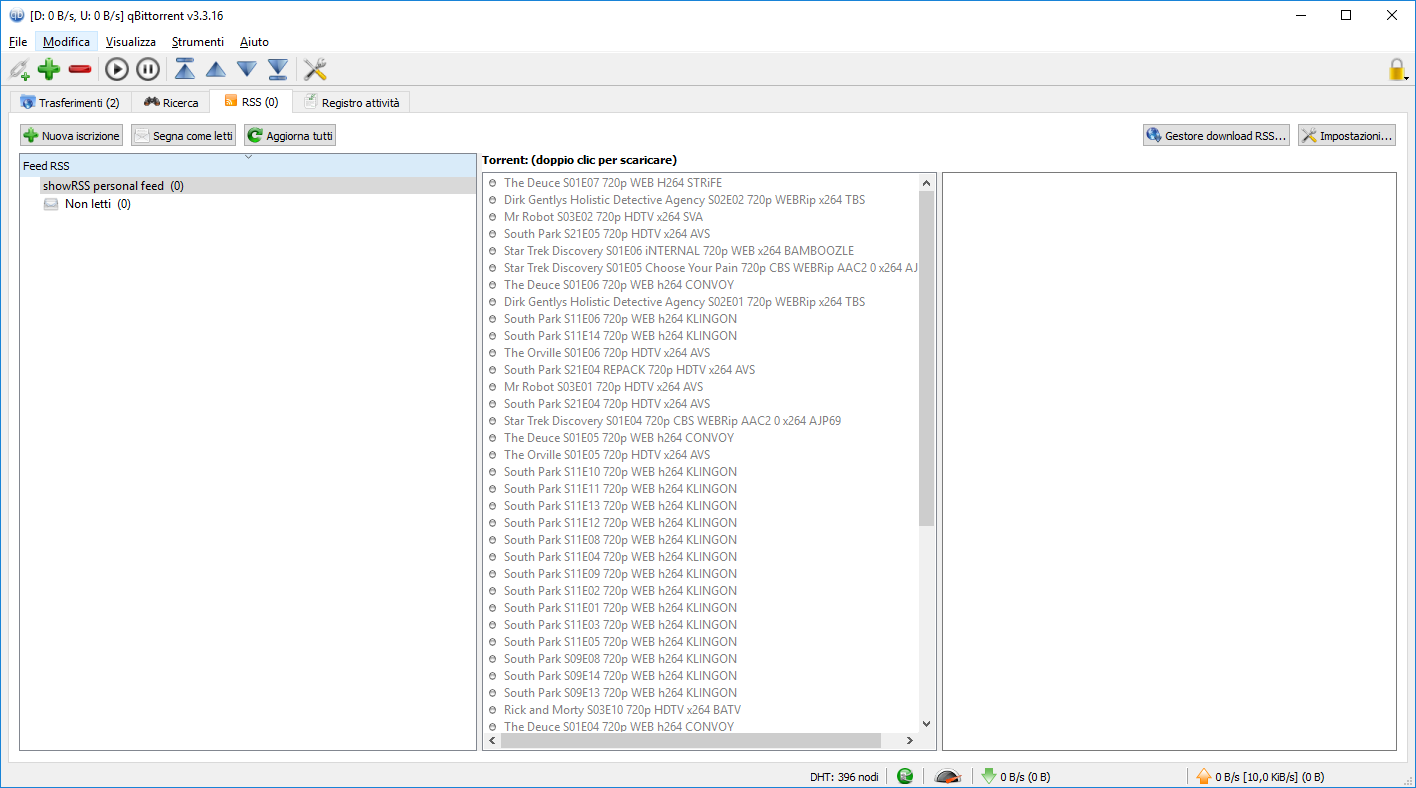 [D: 0 B/s, U: 0 B/s] qBittorrent v3.3.16
File Modifica Visualizza Strumenti Aiuto
Trasferimenti (2) Ricerca RSS (0) Registro attività
Nuova iscrizione Segna come letti Aggiorna tutti Gestore download RSS... Impostazioni...
Feed RSS
showRSS personal feed (0)
Non letti (0)
Torrent: (doppio clic per scaricare)
The Deuce S01E07 720p WEB H264 STRiFE
Dirk Gentlys Holistic Detective Agency S02E02 720p WEBRip x264 TBS
Mr Robot S03E02 720p HDTV x264 SVA
South Park S21E05 720p HDTV x264 AVS
Star Trek Discovery S01E06 iNTERNAL 720p WEB x264 BAMBOOZLE
Star Trek Discovery S01E05 Choose Your Pain 720p CBS WEBRip AAC2 0 x264 AJ
The Deuce S01E06 720p WEB h264 CONVOY
Dirk Gentlys Holistic Detective Agency S02E01 720p WEBRip x264 TBS
South Park S11E06 720p WEB h264 KLINGON
South Park S11E14 720p WEB h264 KLINGON
The Orville S01E06 720p HDTV x264 AVS
South Park S21E04 REPACK 720p HDTV x264 AVS
Mr Robot S03E01 720p HDTV x264 AVS
South Park S21E04 720p HDTV x264 AVS
Star Trek Discovery S01E04 720p CBS WEBRip AAC2 0 x264 AJP69
The Deuce S01E05 720p WEB h264 CONVOY
The Orville S01E05 720p HDTV x264 AVS
South Park S11E10 720p WEB h264 KLINGON
South Park S11E11 720p WEB h264 KLINGON
South Park S11E13 720p WEB h264 KLINGON
South Park S11E12 720p WEB h264 KLINGON
South Park S11E08 720p WEB h264 KLINGON
South Park S11E04 720p WEB h264 KLINGON
South Park S11E09 720p WEB h264 KLINGON
South Park S11E02 720p WEB h264 KLINGON
South Park S11E01 720p WEB h264 KLINGON
South Park S11E03 720p WEB h264 KLINGON
South Park S11E05 720p WEB h264 KLINGON
South Park S09E08 720p WEB h264 KLINGON
South Park S09E14 720p WEB h264 KLINGON
South Park S09E13 720p WEB h264 KLINGON
Rick and Morty S03E10 720p HDTV x264 BATV
The Deuce S01E04 720p WEB h264 CONVOY
DHT: 396 nodi 0 B/s (0 B) 0 B/s [10,0 KiB/s] (0 B)